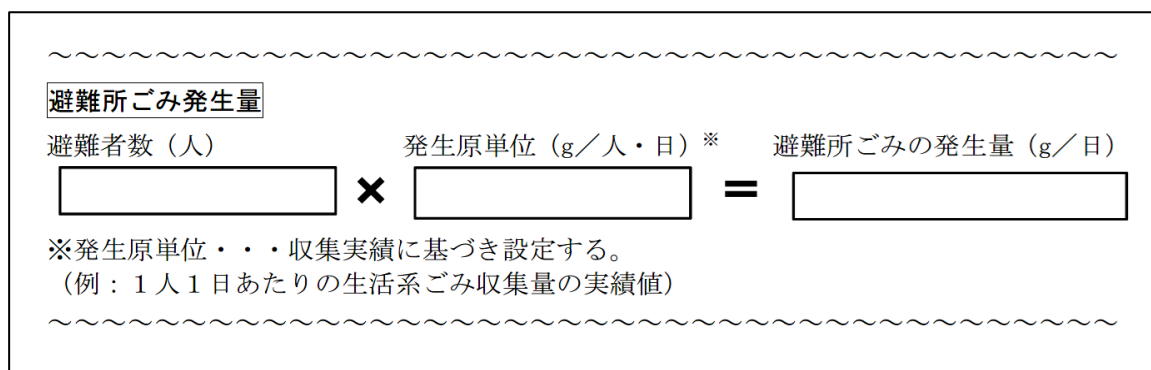 ～～～～～～～～～～～～～～～～～～～～～～～～～～～～～～～～～～～～～～～～
避難所ごみ発生量
避難者数（人） 発生原単位（g／人・日）※ 避難所ごみの発生量（g／日）
× ＝
※発生原単位・・・収集実績に基づき設定する。
（例：１人１日あたりの生活系ごみ収集量の実績値）
～～～～～～～～～～～～～～～～～～～～～～～～～～～～～～～～～～～～～～～～